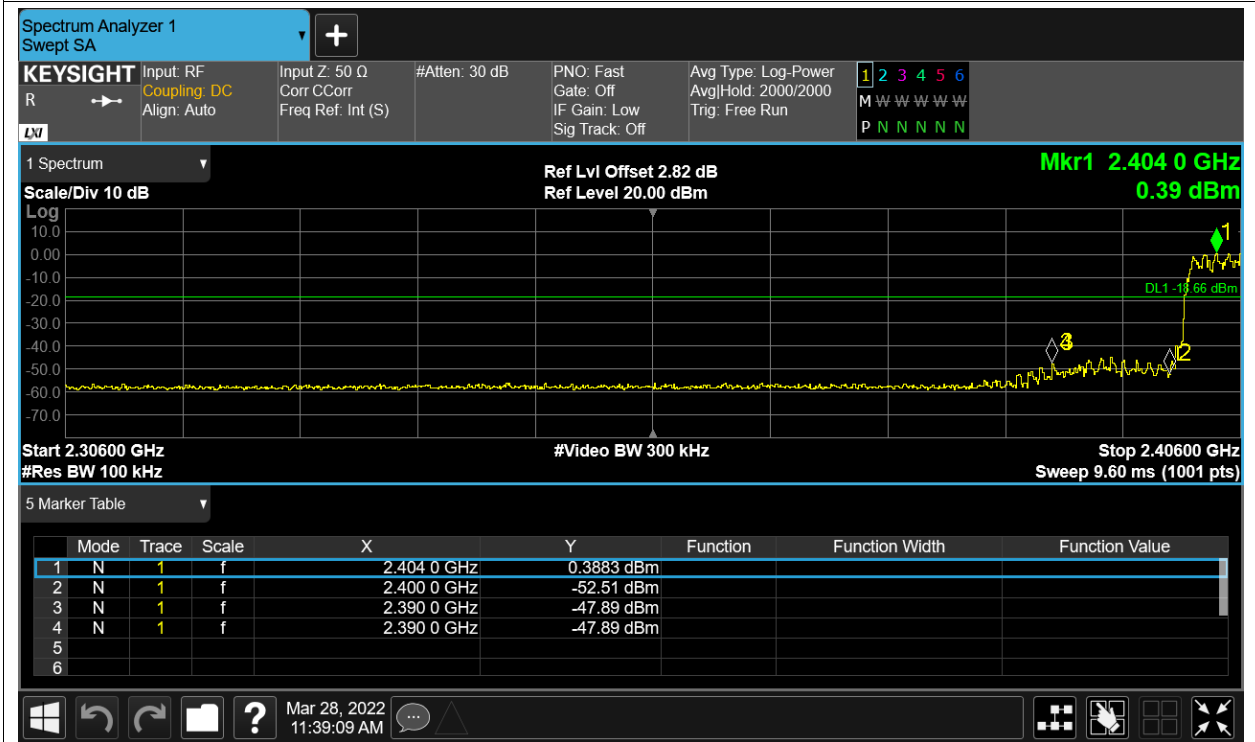 Spectrum Analyzer 1
Swept SA
KEYSIGHT
R
LXI
Input: RF
Coupling: DC
Align: Auto
Input Z: 50 Ω
Corr CCorr
Freq Ref: Int (S)
#Atten: 30 dB
PNO: Fast
Gate: Off
IF Gain: Low
Sig Track: Off
Avg Type: Log-Power
Avg|Hold: 2000/2000
Trig: Free Run
1 2 3 4 5 6
M W W W W W
P N N N N N
1 Spectrum
Scale/Div 10 dB
Ref Lvl Offset 2.82 dB
Ref Level 20.00 dBm
Mkr1 2.404 0 GHz
0.39 dBm
Log
10.0
0.00
-10.0
-20.0
-30.0
-40.0
-50.0
-60.0
-70.0
1
DL1 -18.66 dBm
3
2
Start 2.30600 GHz
#Res BW 100 kHz
#Video BW 300 kHz
Stop 2.40600 GHz
Sweep 9.60 ms (1001 pts)
5 Marker Table
Mode Trace Scale X Y Function Function Width Function Value
1 N 1 f 2.404 0 GHz 0.3883 dBm
2 N 1 f 2.400 0 GHz -52.51 dBm
3 N 1 f 2.390 0 GHz -47.89 dBm
4 N 1 f 2.390 0 GHz -47.89 dBm
5
6
?
Mar 28, 2022
11:39:09 AM